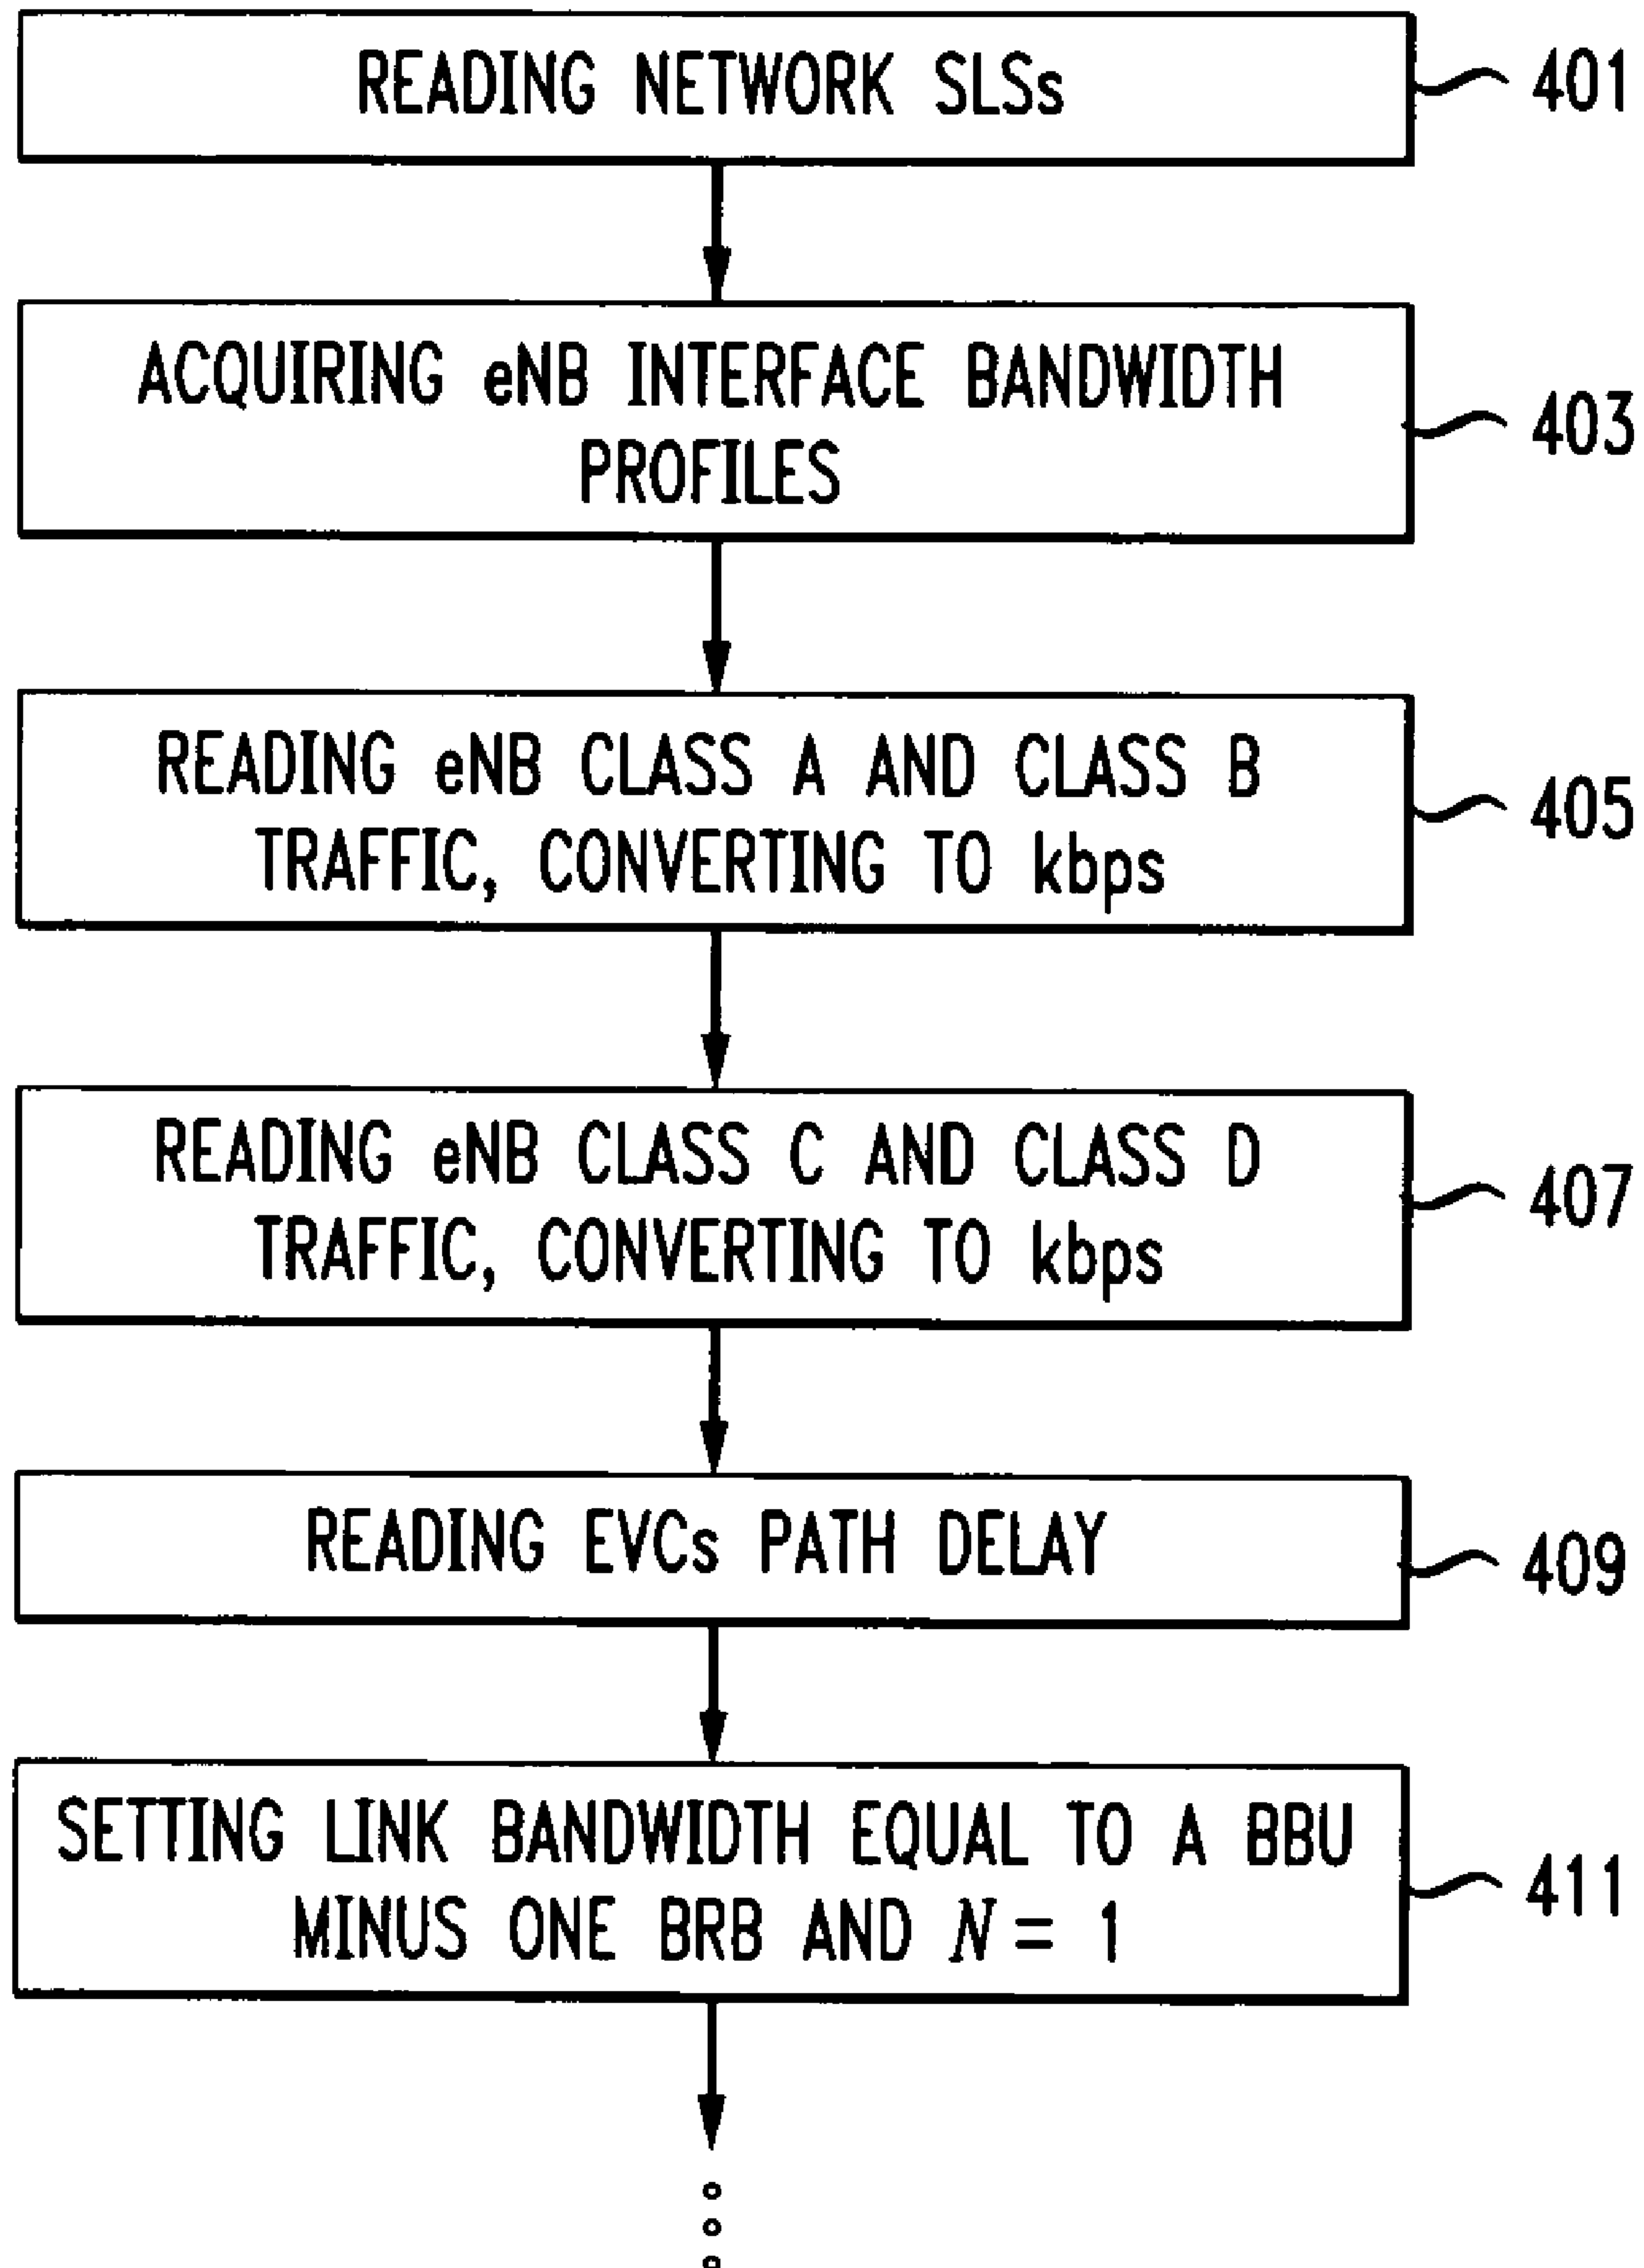 READING NETWORK SLSs
401
ACQUIRING eNB INTERFACE BANDWIDTH
PROFILES
403
READING eNB CLASS A AND CLASS B
TRAFFIC, CONVERTING TO kbps
405
READING eNB CLASS C AND CLASS D
TRAFFIC, CONVERTING TO kbps
407
READING EVCs PATH DELAY
409
SETTING LINK BANDWIDTH EQUAL TO A BBU
MINUS ONE BRB AND N = 1
411